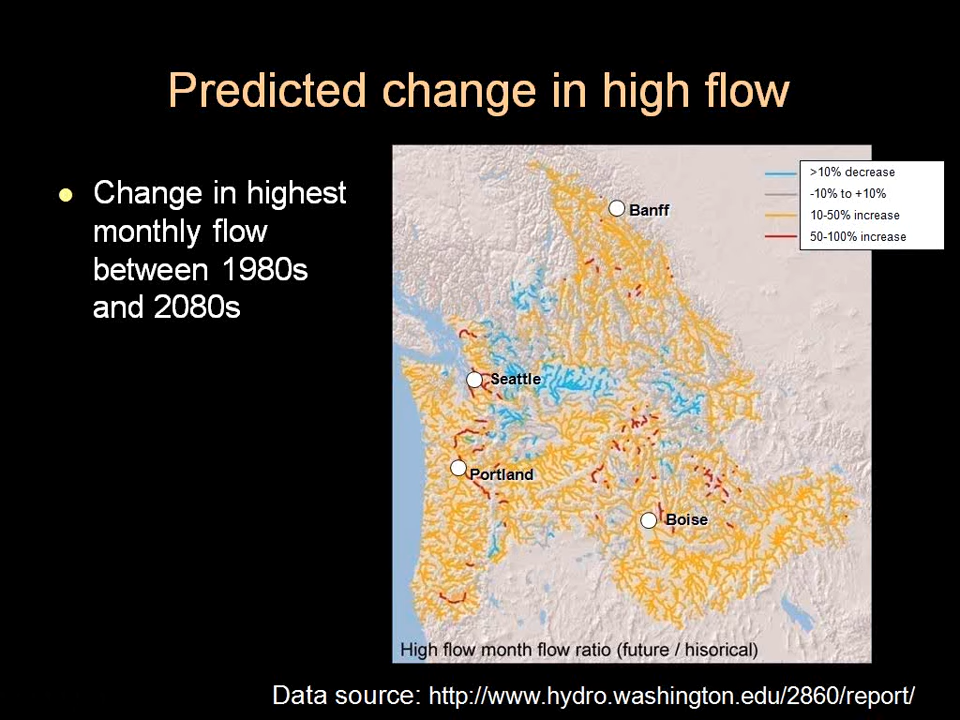 Predicted change in high flow
Change in highest
monthly flow
between 1980s
and 2080s
>10% decrease
-10% to +10%
10-50% increase
50-100% increase
Banff
Seattle
Portland
Boise
High flow month flow ratio (future / hisorical)
Data source: http://www.hydro.washington.edu/2860/report/